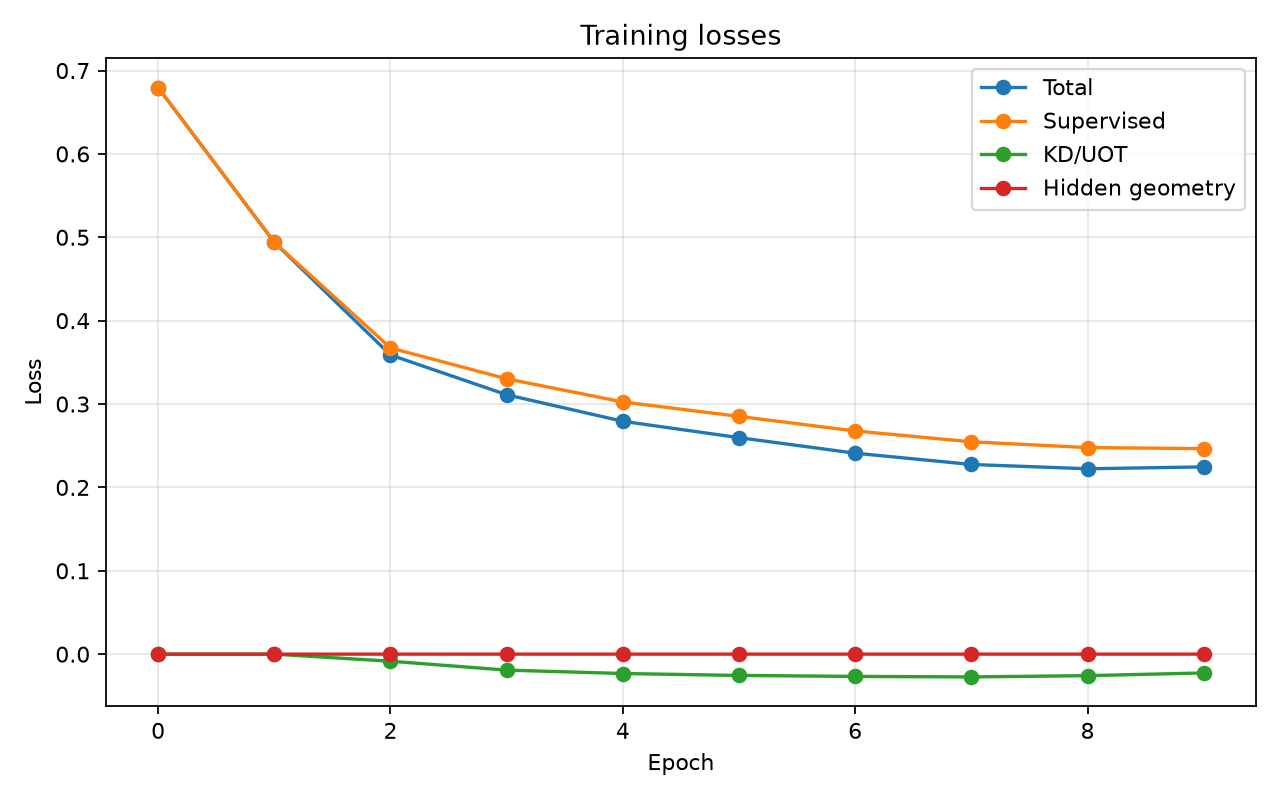 Training losses
Total
Supervised
KD/UOT
Hidden geometry
Loss
0.7
0.6
0.5
0.4
0.3
0.2
0.1
0.0
0 2 4 6 8
Epoch